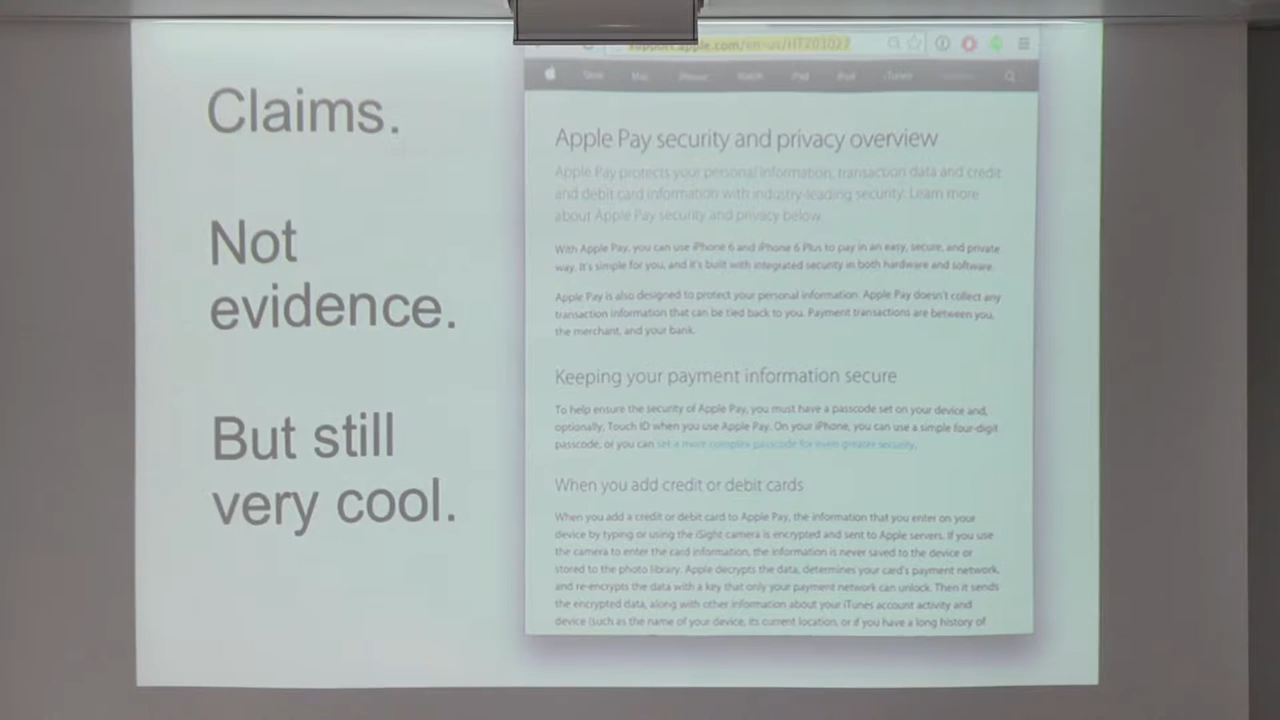 Claims.
Not
evidence.
But still
very cool.
support.apple.com/en-us/HT203027
Store Mac iPhone Watch iPad iPod iTunes
Apple Pay security and privacy overview
Apple Pay protects your personal information, transaction data and credit
and debit card information with industry-leading security. Learn more
about Apple Pay security and privacy below.
With Apple Pay, you can use iPhone 6 and iPhone 6 Plus to pay in an easy, secure, and private
way. It's simple for you, and it's built with integrated security in both hardware and software.
Apple Pay is also designed to protect your personal information. Apple Pay doesn't collect any
transaction information that can be tied back to you. Payment transactions are between you,
the merchant, and your bank.
Keeping your payment information secure
To help ensure the security of Apple Pay, you must have a passcode set on your device and,
optionally, Touch ID when you use Apple Pay. On your iPhone, you can use a simple four-digit
passcode, or you can set a more complex passcode for even greater security.
When you add credit or debit cards
When you add a credit or debit card to Apple Pay, the information that you enter on your
device by typing or using the iSight camera is encrypted and sent to Apple servers. If you use
the camera to enter the card information, the information is never saved to the device or
stored to the photo library. Apple decrypts the data, determines your card's payment network,
and re-encrypts the data with a key that only your payment network can unlock. Then it sends
the encrypted data, along with other information about your iTunes account activity and
device (such as the name of your device, its current location, or if you have a long history of